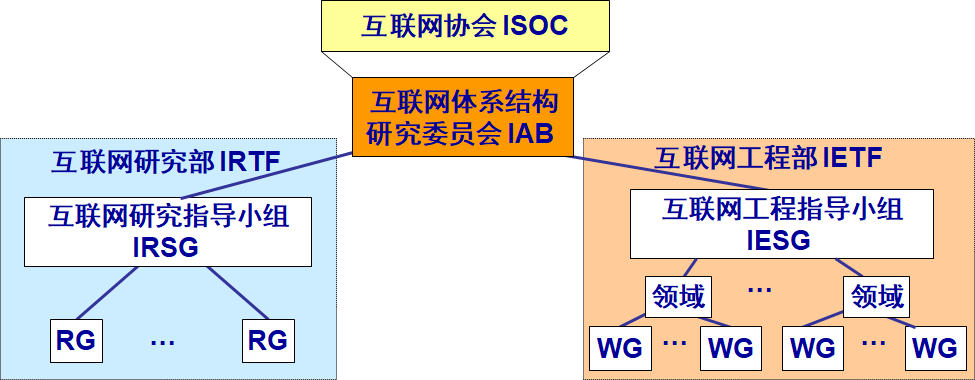 互联网协会 ISOC
互联网体系结构
研究委员会 IAB
互联网研究部 IRTF
互联网研究指导小组
IRSG
RG
…
RG
互联网工程部 IETF
互联网工程指导小组
IESG
领域
…
领域
WG
…
WG
WG
…
WG